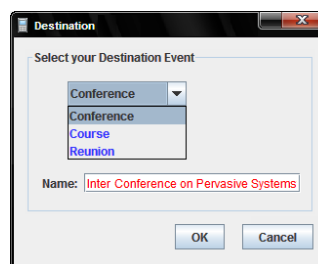 Destination
Select your Destination Event
Conference
Conference
Course
Reunion
Name: Inter Conference on Pervasive Systems
OK Cancel